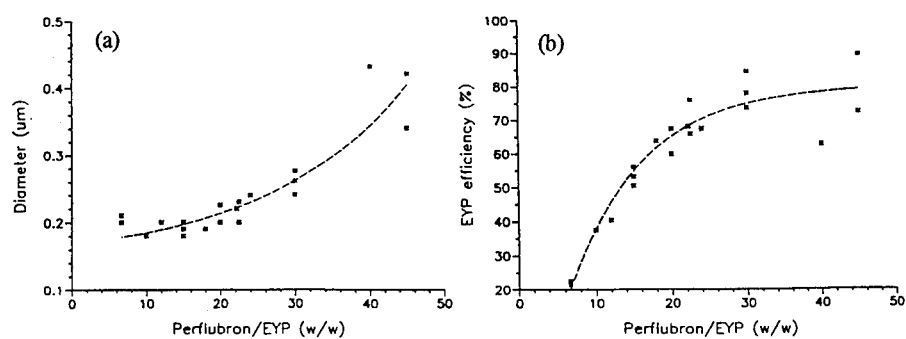 (a)
0.5
0.4
0.3
0.2
0.1
Diameter (um)
0 10 20 30 40 50
Perflubron/EYP (w/w)
(b)
100
90
80
70
60
50
40
30
20
EYP efficiency (%)
0 10 20 30 40 50
Perflubron/EYP (w/w)